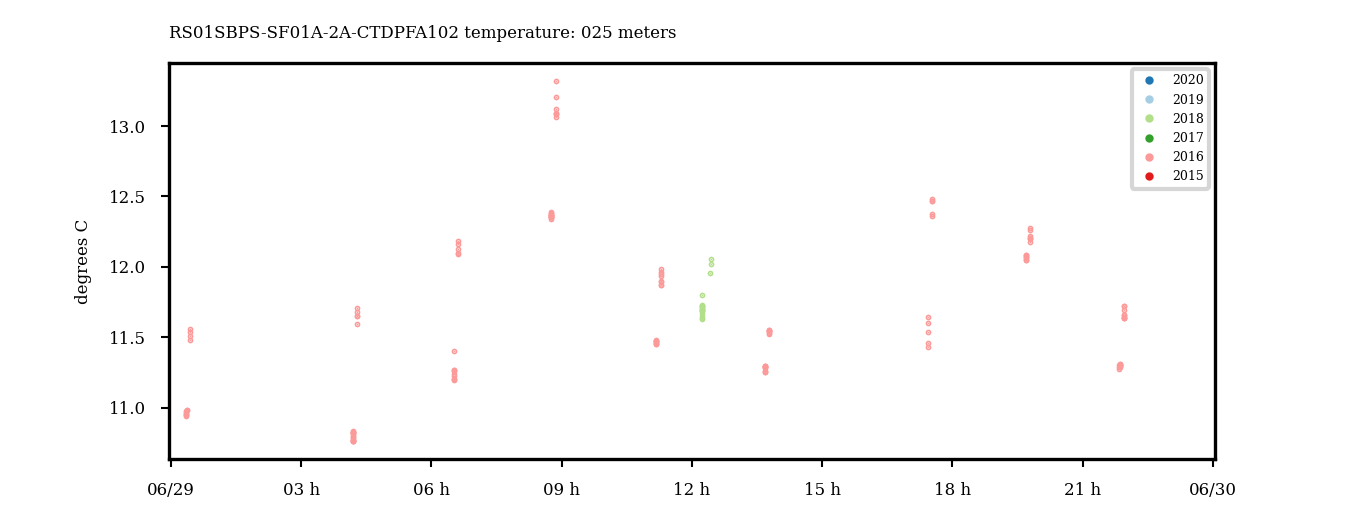 RS01SBPS-SF01A-2A-CTDPFA102 temperature: 025 meters
2020
2019
2018
2017
2016
2015
13.0
12.5
12.0
11.5
11.0
degrees C
06/29
03 h
06 h
09 h
12 h
15 h
18 h
21 h
06/30